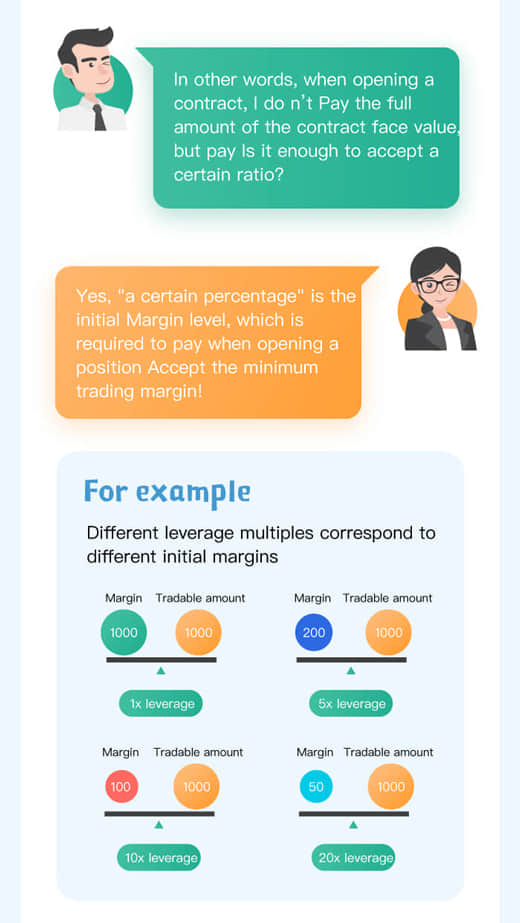 In other words, when opening a
contract, I do n't Pay the full
amount of the contract face value,
but pay Is it enough to accept a
certain ratio?
Yes, "a certain percentage" is the
initial Margin level, which is
required to pay when opening a
position Accept the minimum
trading margin!
For example
Different leverage multiples correspond to
different initial margins
Margin Tradable amount
1000 1000
1x leverage
Margin Tradable amount
200 1000
5x leverage
Margin Tradable amount
100 1000
10x leverage
Margin Tradable amount
50 1000
20x leverage